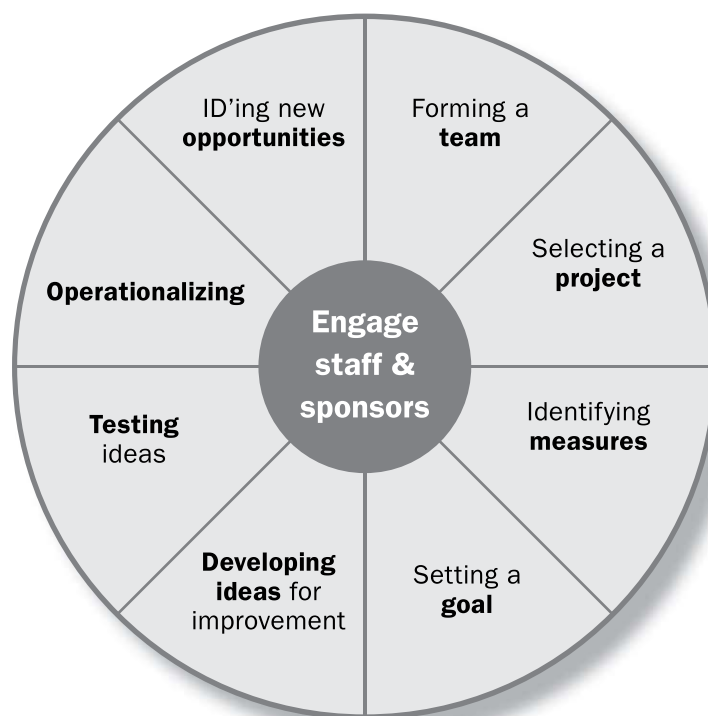 ID'ing new
opportunities
Forming a
team
Selecting a
project
Identifying
measures
Setting a
goal
Developing
ideas for
improvement
Testing
ideas
Operationalizing
Engage
staff &
sponsors